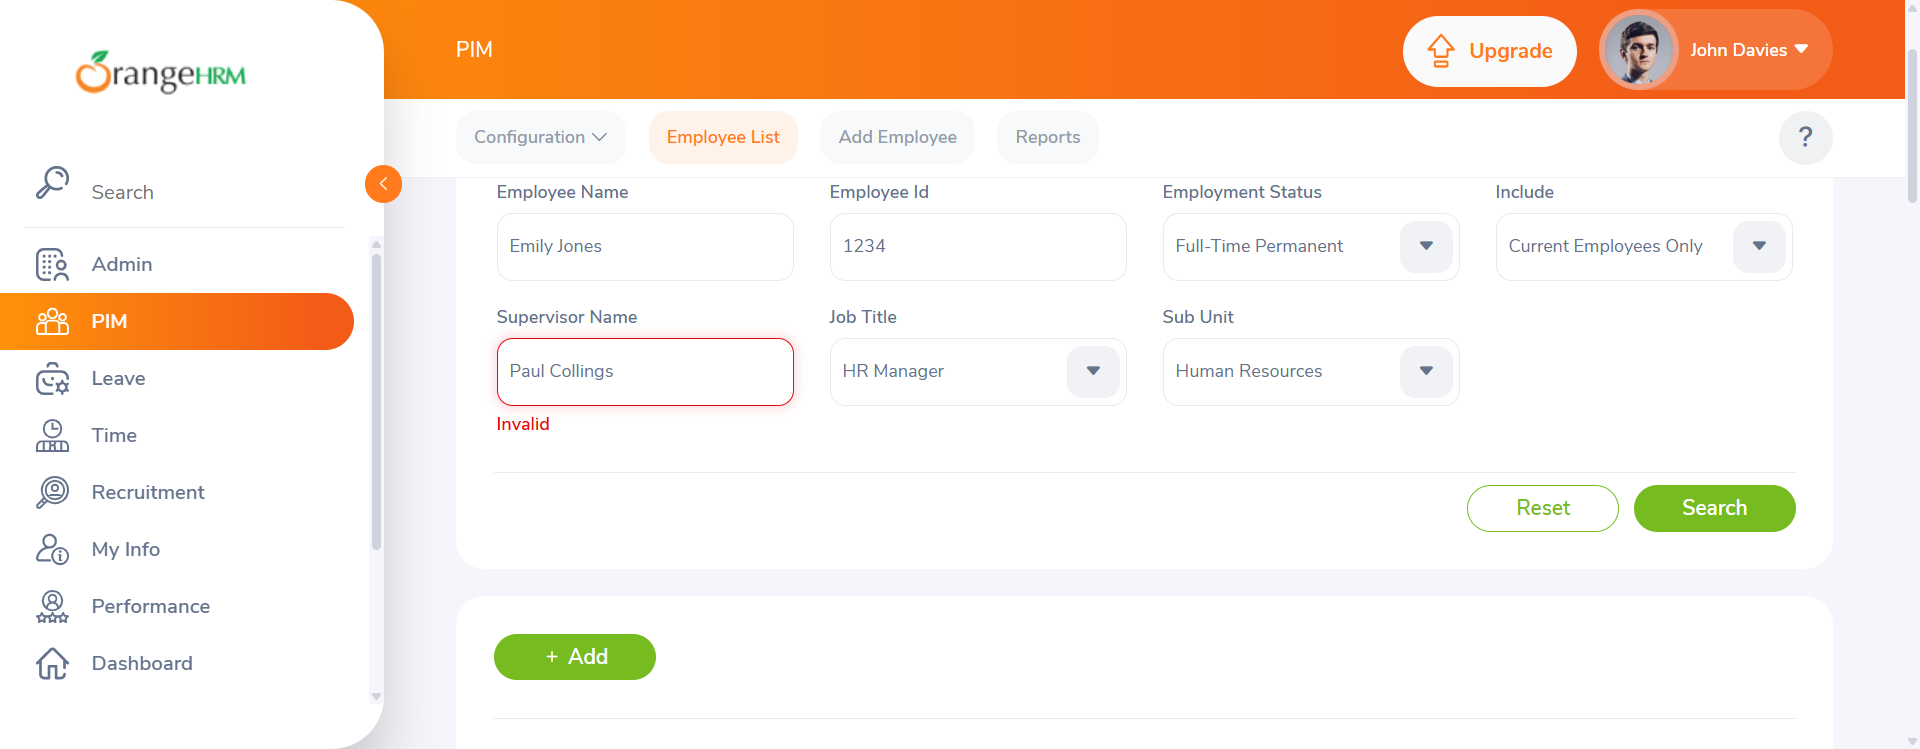 OrangeHRM
PIM
Upgrade
John Davies
Configuration
Employee List
Add Employee
Reports
?
Search
Admin
PIM
Leave
Time
Recruitment
My Info
Performance
Dashboard
Employee Name
Employee Id
Employment Status
Include
Emily Jones
1234
Full-Time Permanent
Current Employees Only
Supervisor Name
Job Title
Sub Unit
Paul Collings
HR Manager
Human Resources
Invalid
Reset
Search
+ Add